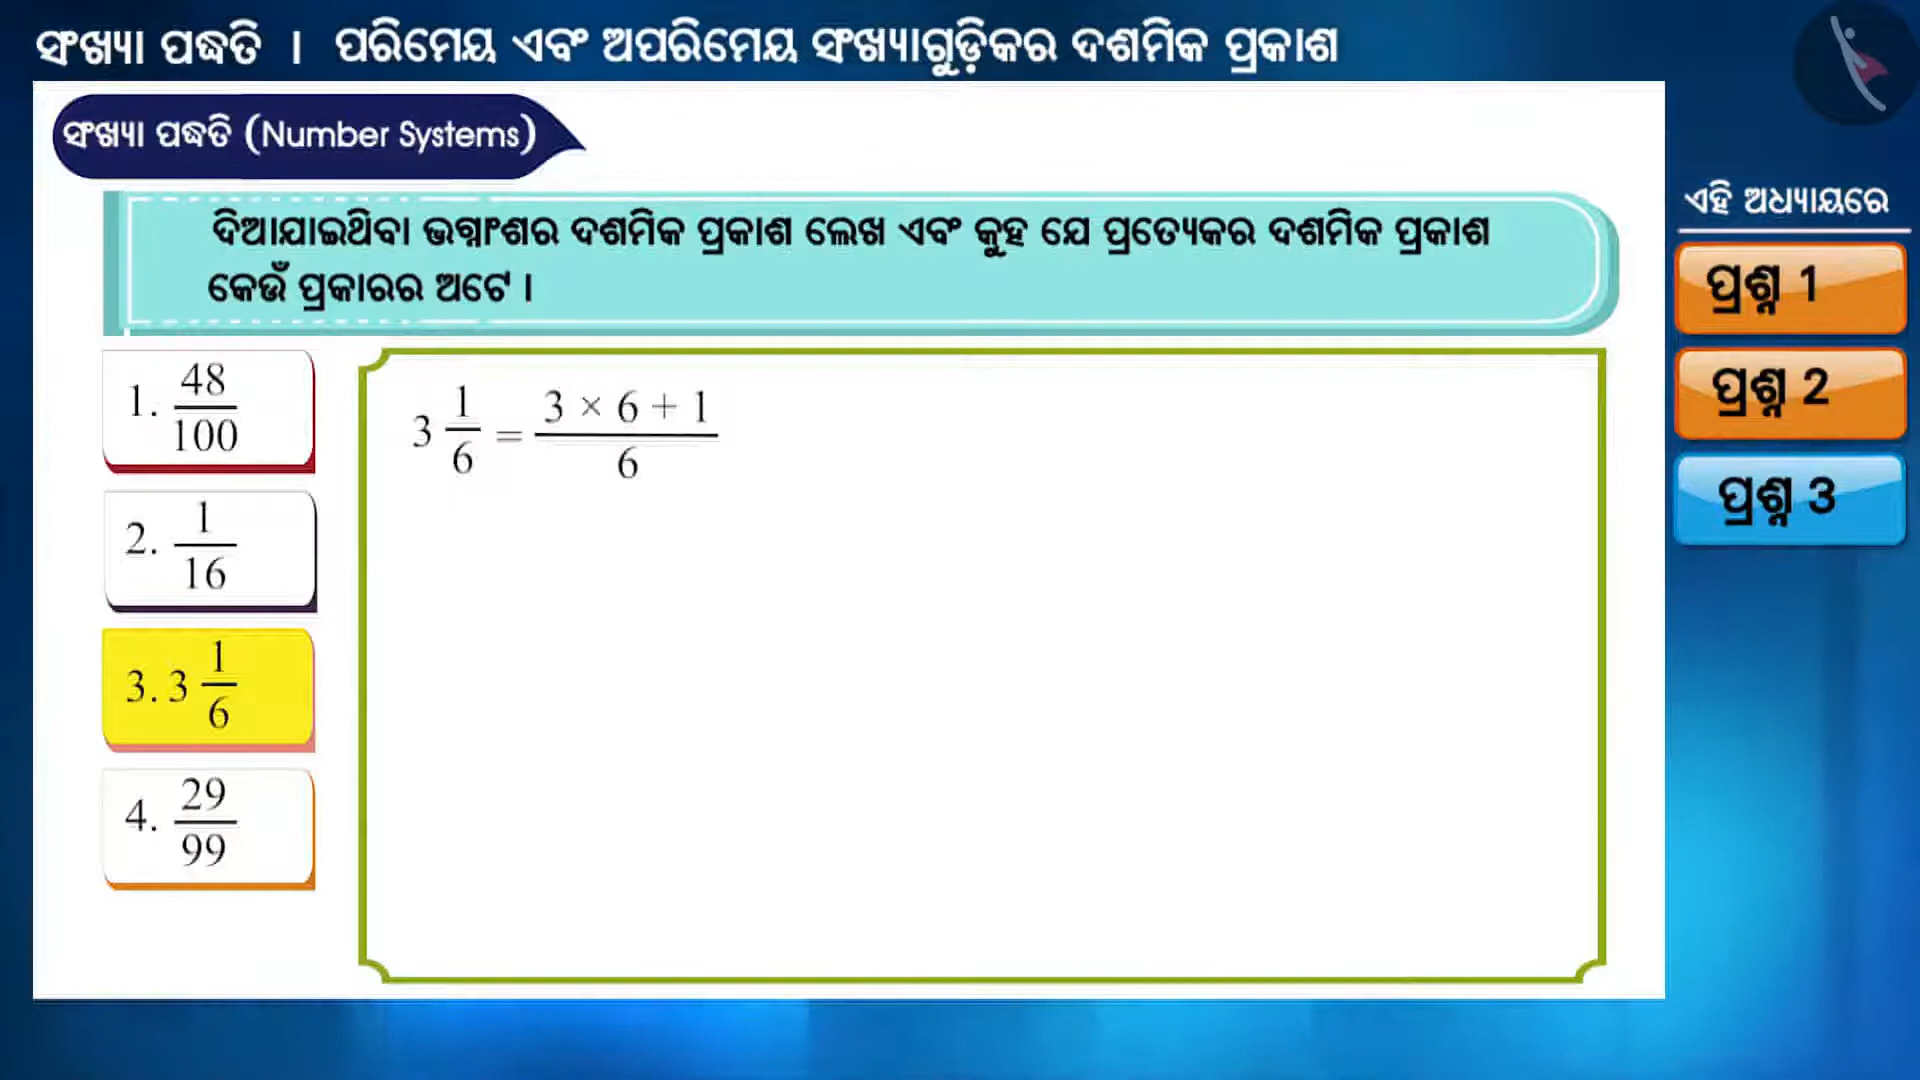 ସଂଖ୍ୟା ପଦ୍ଧତି । ପରିମେୟ ଏବଂ ଅପରିମେୟ ସଂଖ୍ୟାଗୁଡ଼ିକର ଦଶମିକ ପ୍ରକାଶ
ସଂଖ୍ୟା ପଦ୍ଧତି (Number Systems)
ଦିଆଯାଇଥିବା ଭଗ୍ନାଂଶର ଦଶମିକ ପ୍ରକାଶ ଲେଖ ଏବଂ କୁହ ଯେ ପ୍ରତ୍ୟେକର ଦଶମିକ ପ୍ରକାଶ
କେଉଁ ପ୍ରକାରର ଅଟେ ।
1. 48/100
2. 1/16
3. 3 1/6
4. 29/99
3 1/6 = (3 × 6 + 1)/6
ଏହି ଅଧ୍ୟାୟରେ
ପ୍ରଶ୍ନ 1
ପ୍ରଶ୍ନ 2
ପ୍ରଶ୍ନ 3